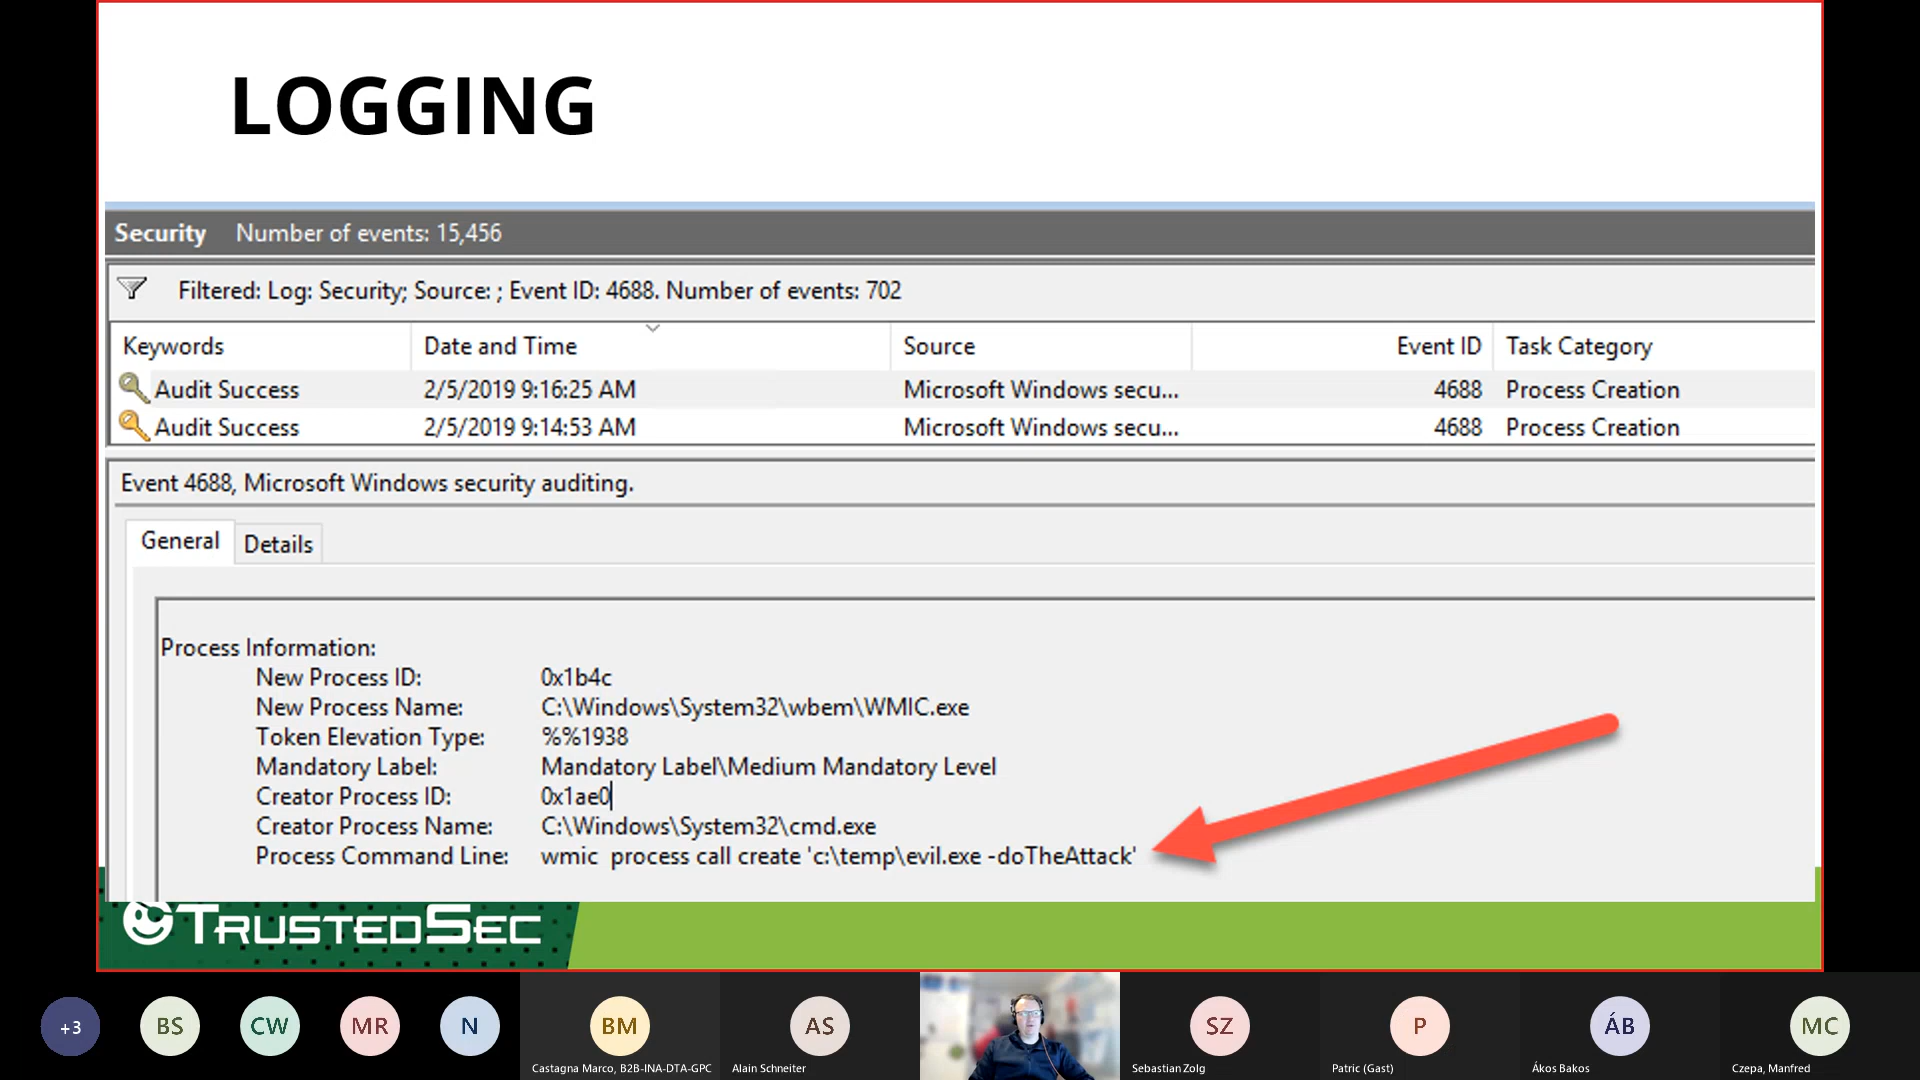 LOGGING
Security Number of events: 15,456
Filtered: Log: Security; Source: ; Event ID: 4688. Number of events: 702
Keywords Date and Time Source Event ID Task Category
Audit Success 2/5/2019 9:16:25 AM Microsoft Windows secu... 4688 Process Creation
Audit Success 2/5/2019 9:14:53 AM Microsoft Windows secu... 4688 Process Creation
Event 4688, Microsoft Windows security auditing.
General Details
Process Information:
New Process ID: 0x1b4c
New Process Name: C:\Windows\System32\wbem\WMIC.exe
Token Elevation Type: %%1938
Mandatory Label: Mandatory Label\Medium Mandatory Level
Creator Process ID: 0x1ae0
Creator Process Name: C:\Windows\System32\cmd.exe
Process Command Line: wmic  process call create 'c:\temp\evil.exe -doTheAttack'
TRUSTEDSEC
+3 BS CW MR N BM AS SZ P ÁB MC
Castagna Marco, B2B-INA-DTA-GPC Alain Schneiter Sebastian Zolg Patric (Gast) Ákos Bakos Czepa, Manfred